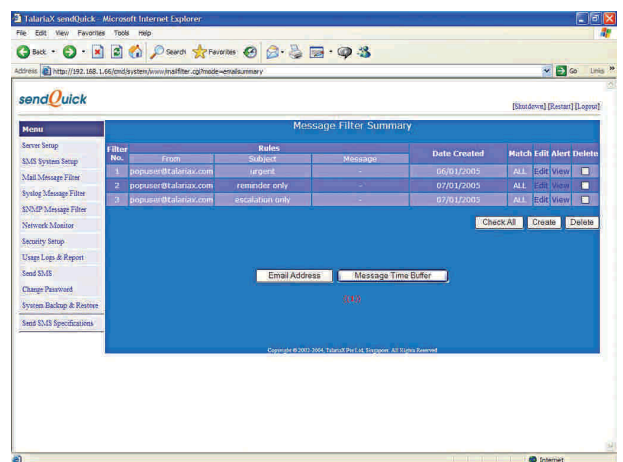 TalariaX sendQuick - Microsoft Internet Explorer
File Edit View Favorites Tools Help
Back Search Favorites
Address http://192.168.1.66/cmd/system/www/mailfilter.cgi?mode=emailsummary Go Links »
sendQuick
[Shutdown] [Restart] [Logout]
Menu
Server Setup
SMS System Setup
Mail Message Filter
Syslog Message Filter
SNMP Message Filter
Network Monitor
Security Setup
Usage Logs & Report
Send SMS
Change Password
System Backup & Restore
Send SMS Specifications
Message Filter Summary
Filter No. Rules Date Created Match Edit Alert Delete
From Subject Message
1 popuser@talariax.com urgent - 06/01/2005 ALL Edit View
2 popuser@talariax.com reminder only - 07/01/2005 ALL Edit View
3 popuser@talariax.com escalation only - 07/01/2005 ALL Edit View
Check All Create Delete
Email Address Message Time Buffer
Copyright © 2002-2004, TalariaX Pte Ltd, Singapore. All Rights Reserved
Internet